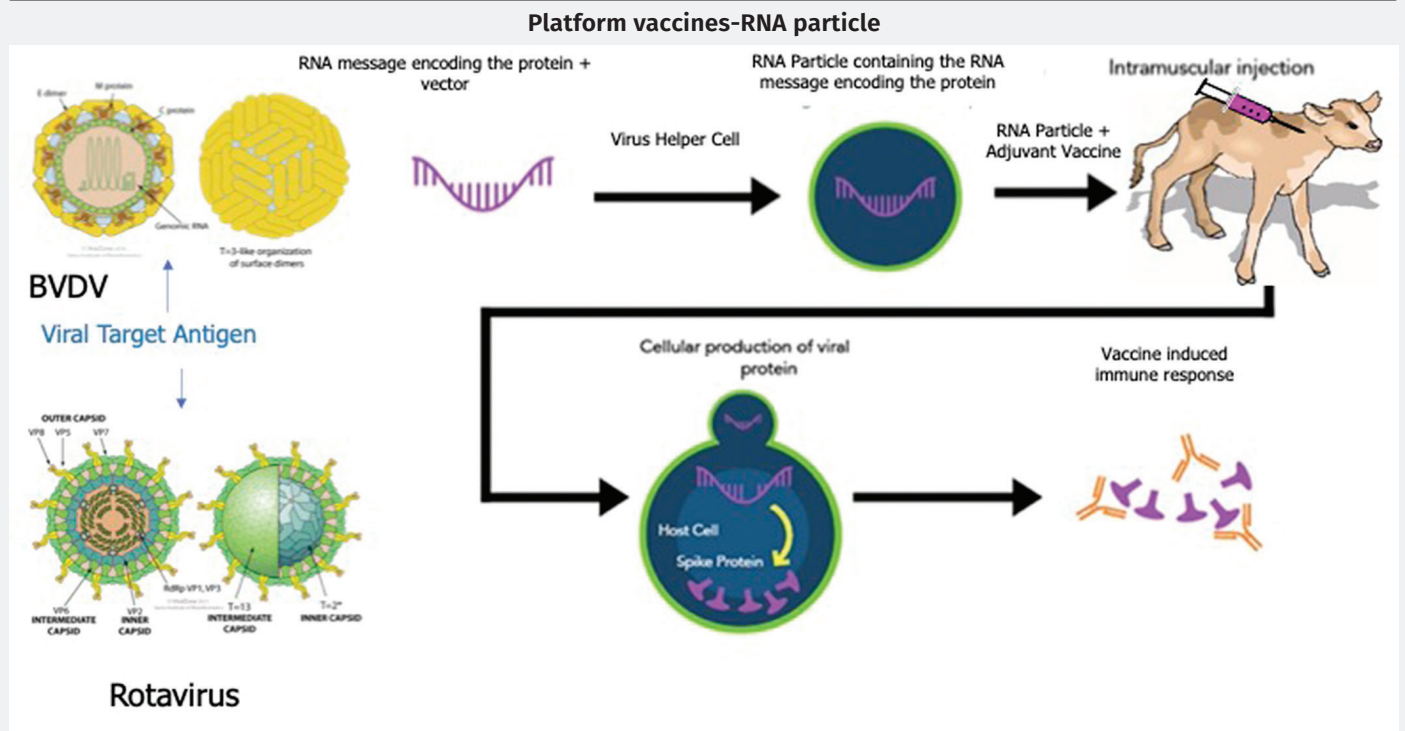 Platform vaccines-RNA particle
RNA message encoding the protein +
vector
RNA Particle containing the RNA
message encoding the protein
Intramuscular injection
Virus Helper Cell
RNA Particle +
Adjuvant Vaccine
E dimer
M protein
C protein
Genomic RNA
T=3-like organization
of surface dimers
BVDV
Viral Target Antigen
Cellular production of viral
protein
Vaccine induced
immune response
Host Cell
Spike Protein
OUTER CAPSID
VP8 VP5 VP7
RdRp VP1, VP3
VP6
INTERMEDIATE
CAPSID
VP2
INNER
CAPSID
T=13
INTERMEDIATE
CAPSID
T=2*
INNER CAPSID
Rotavirus